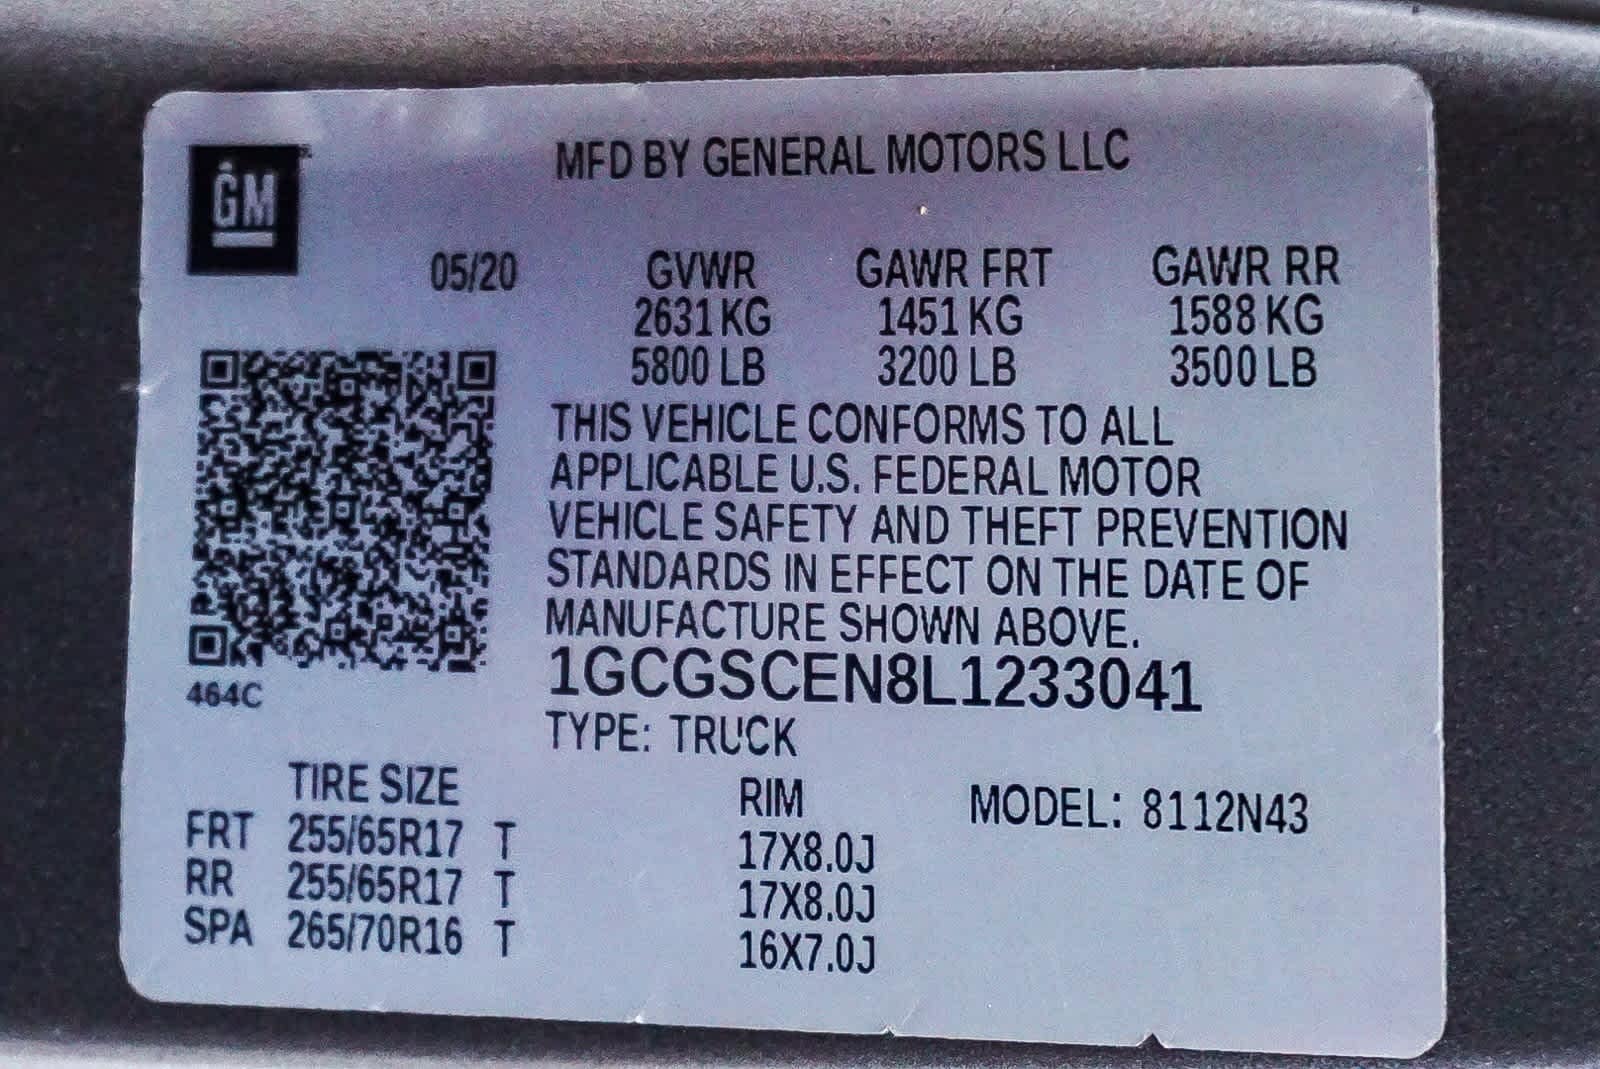 GM
MFD BY GENERAL MOTORS LLC
05/20 GVWR GAWR FRT GAWR RR
2631 KG 1451 KG 1588 KG
5800 LB 3200 LB 3500 LB
THIS VEHICLE CONFORMS TO ALL
APPLICABLE U.S. FEDERAL MOTOR
VEHICLE SAFETY AND THEFT PREVENTION
STANDARDS IN EFFECT ON THE DATE OF
MANUFACTURE SHOWN ABOVE.
1GCGSCEN8L1233041
464C
TYPE: TRUCK
TIRE SIZE RIM MODEL: 8112N43
FRT 255/65R17 T 17X8.0J
RR 255/65R17 T 17X8.0J
SPA 265/70R16 T 16X7.0J